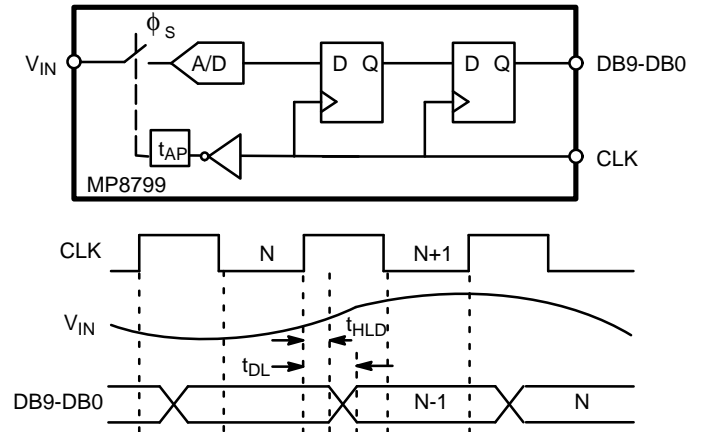 ϕS
VIN
A/D
D Q
D Q
DB9-DB0
tAP
CLK
MP8799
CLK
N
N+1
VIN
tHLD
tDL
DB9-DB0
N-1
N